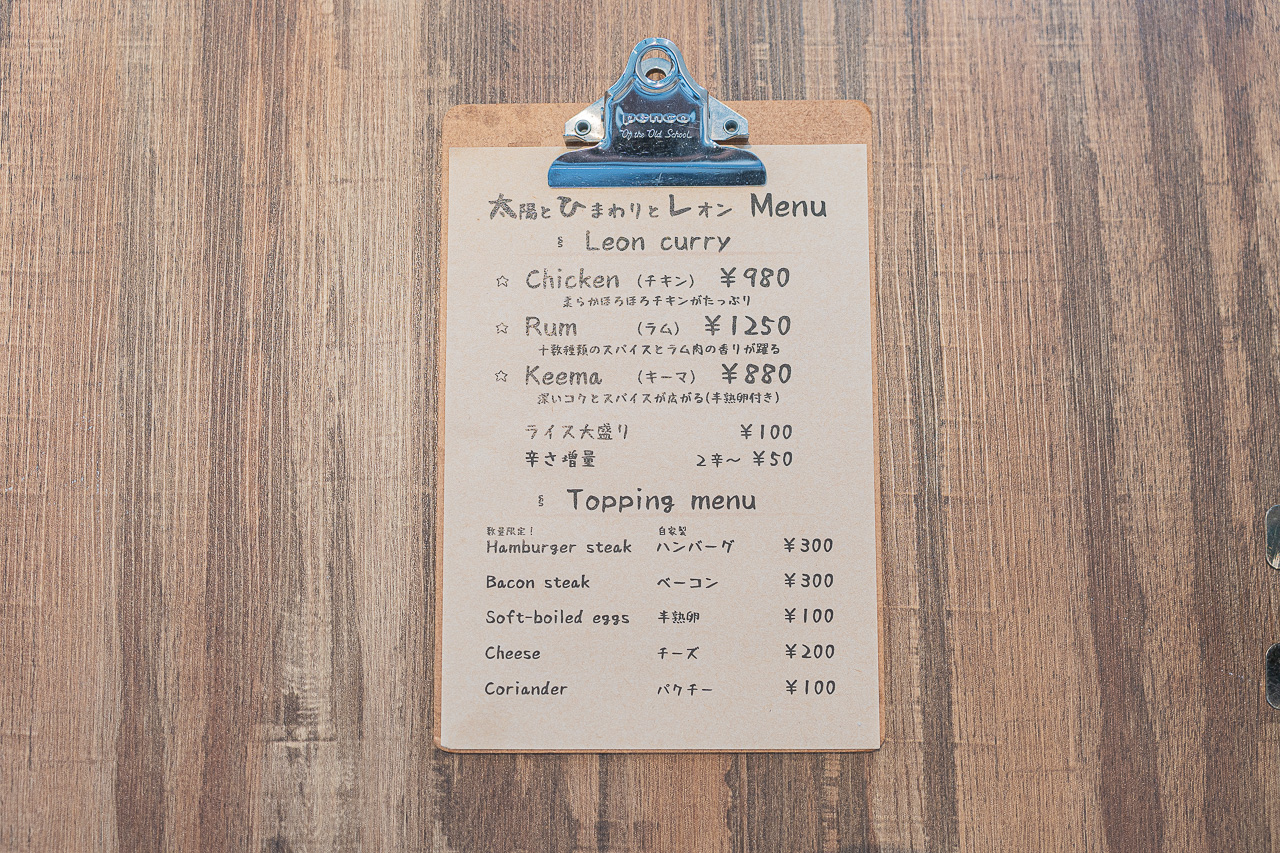 penco
Of the Old School
太陽とひまわりとレオン Menu
Leon curry
☆ Chicken (チキン) ¥980
柔らかほろほろチキンがたっぷり
☆ Rum (ラム) ¥1250
十数種類のスパイスとラム肉の香りが躍る
☆ Keema (キーマ) ¥880
深いコクとスパイスが広がる(半熟卵付き)
ライス大盛り ¥100
辛さ増量 2辛〜 ¥50
Topping menu
数量限定! 自家製
Hamburger steak ハンバーグ ¥300
Bacon steak ベーコン ¥300
Soft-boiled eggs 半熟卵 ¥100
Cheese チーズ ¥200
Coriander パクチー ¥100